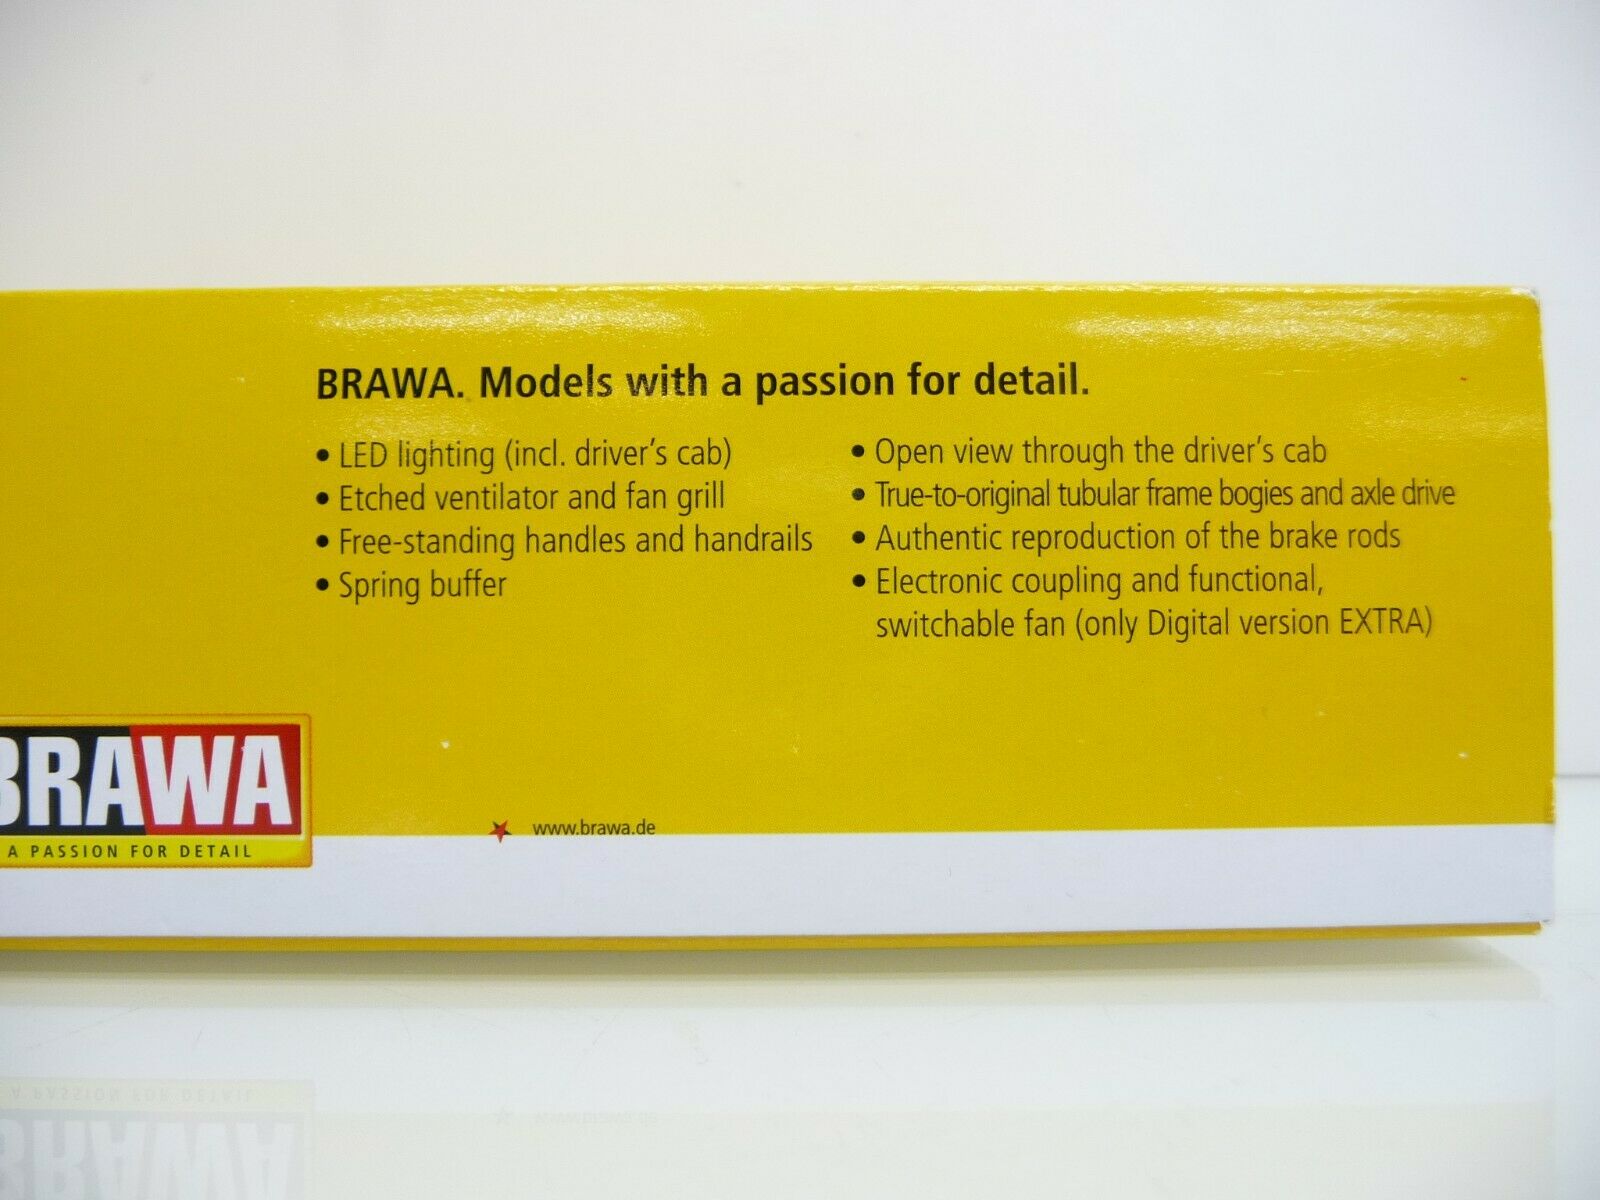 BRAWA. Models with a passion for detail.
• LED lighting (incl. driver's cab)
• Etched ventilator and fan grill
• Free-standing handles and handrails
• Spring buffer
• Open view through the driver's cab
• True-to-original tubular frame bogies and axle drive
• Authentic reproduction of the brake rods
• Electronic coupling and functional,
switchable fan (only Digital version EXTRA)
BRAWA
A PASSION FOR DETAIL
www.brawa.de